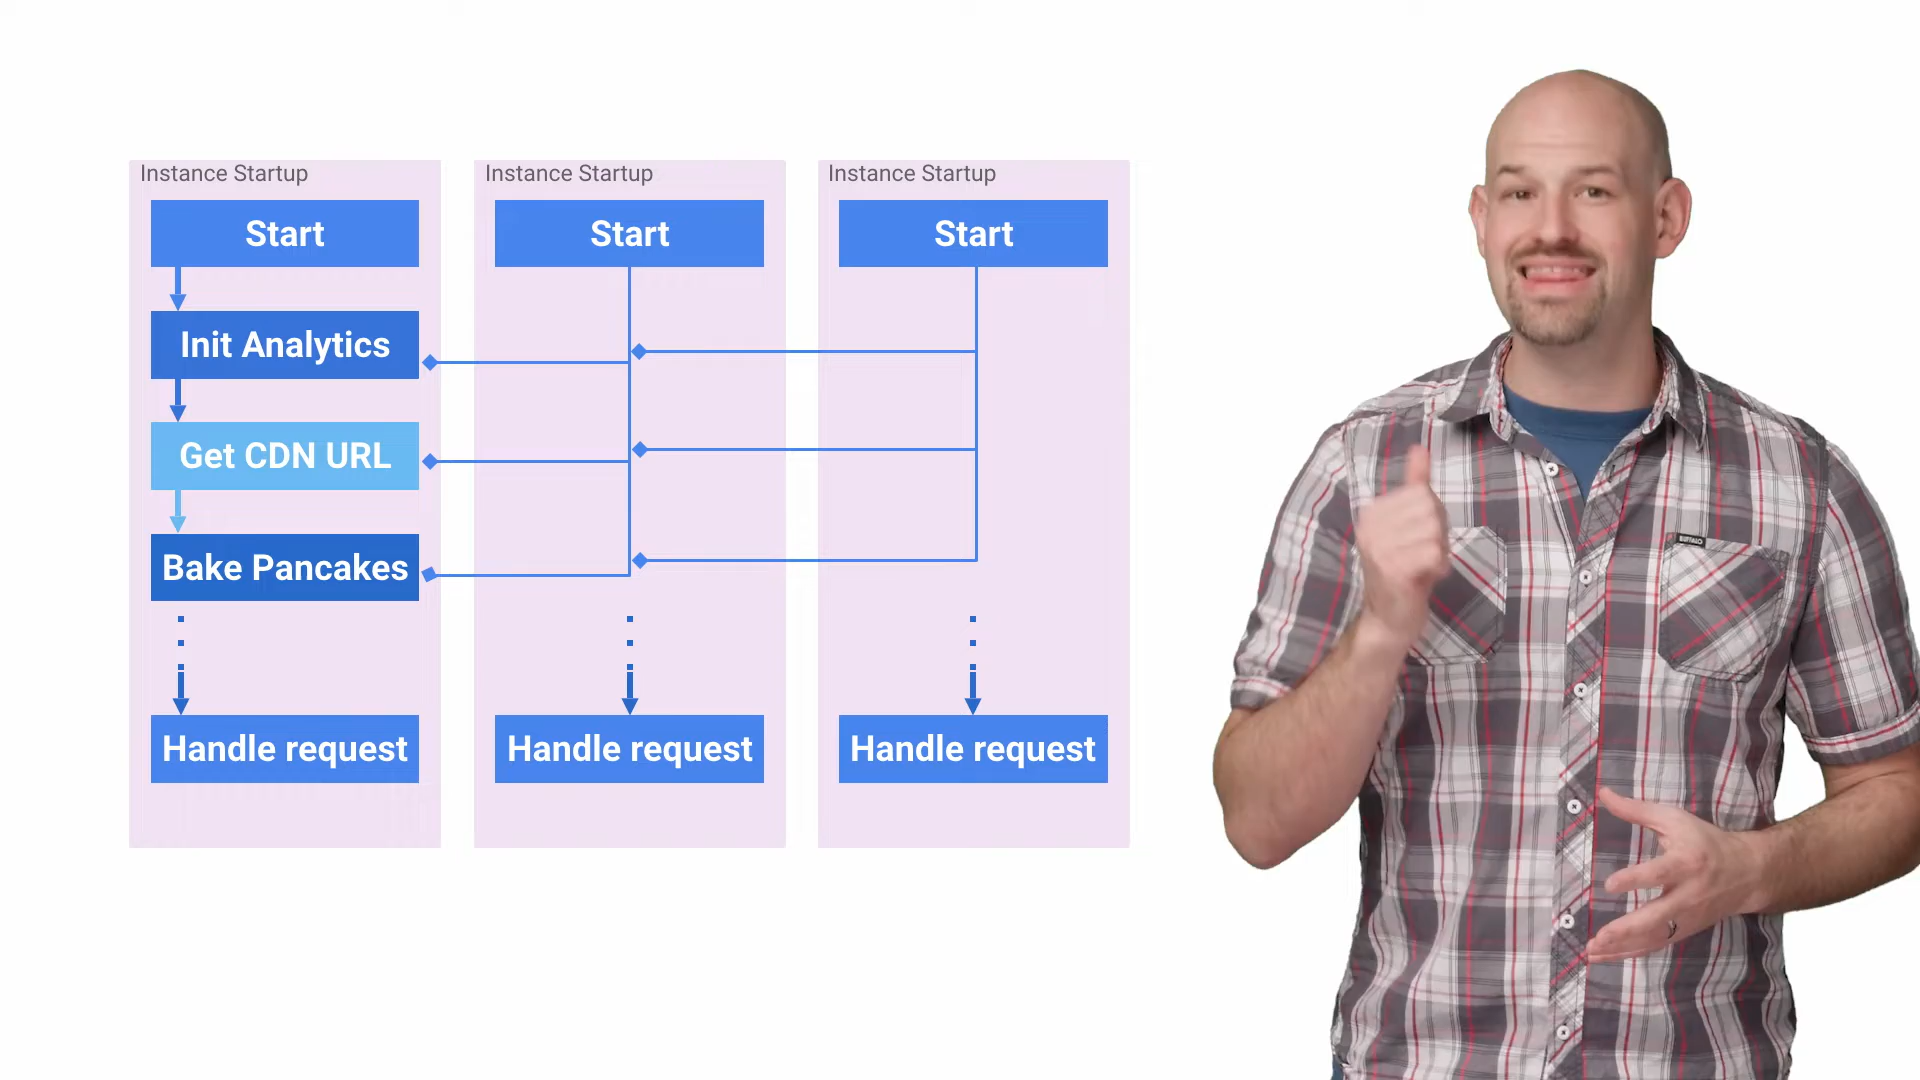 Instance Startup
Start
Init Analytics
Get CDN URL
Bake Pancakes
Handle request
Instance Startup
Start
Handle request
Instance Startup
Start
Handle request
BUFFALO